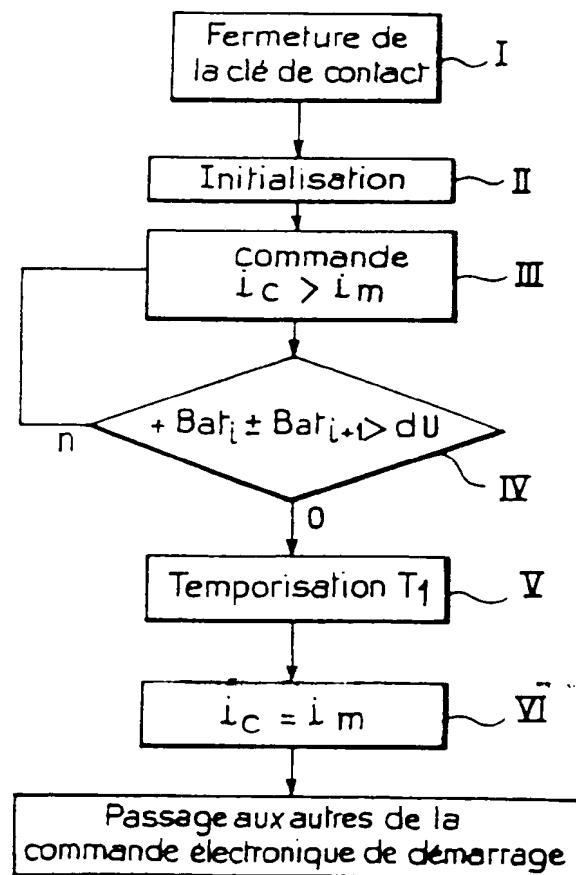 Fermeture de
la clé de contact
I
Initialisation
II
commande
ic > im
III
+ Bati ± Bati+1 > dU
n
IV
O
Temporisation T1
V
ic = im
VI
Passage aux autres de la
commande électronique de démarrage